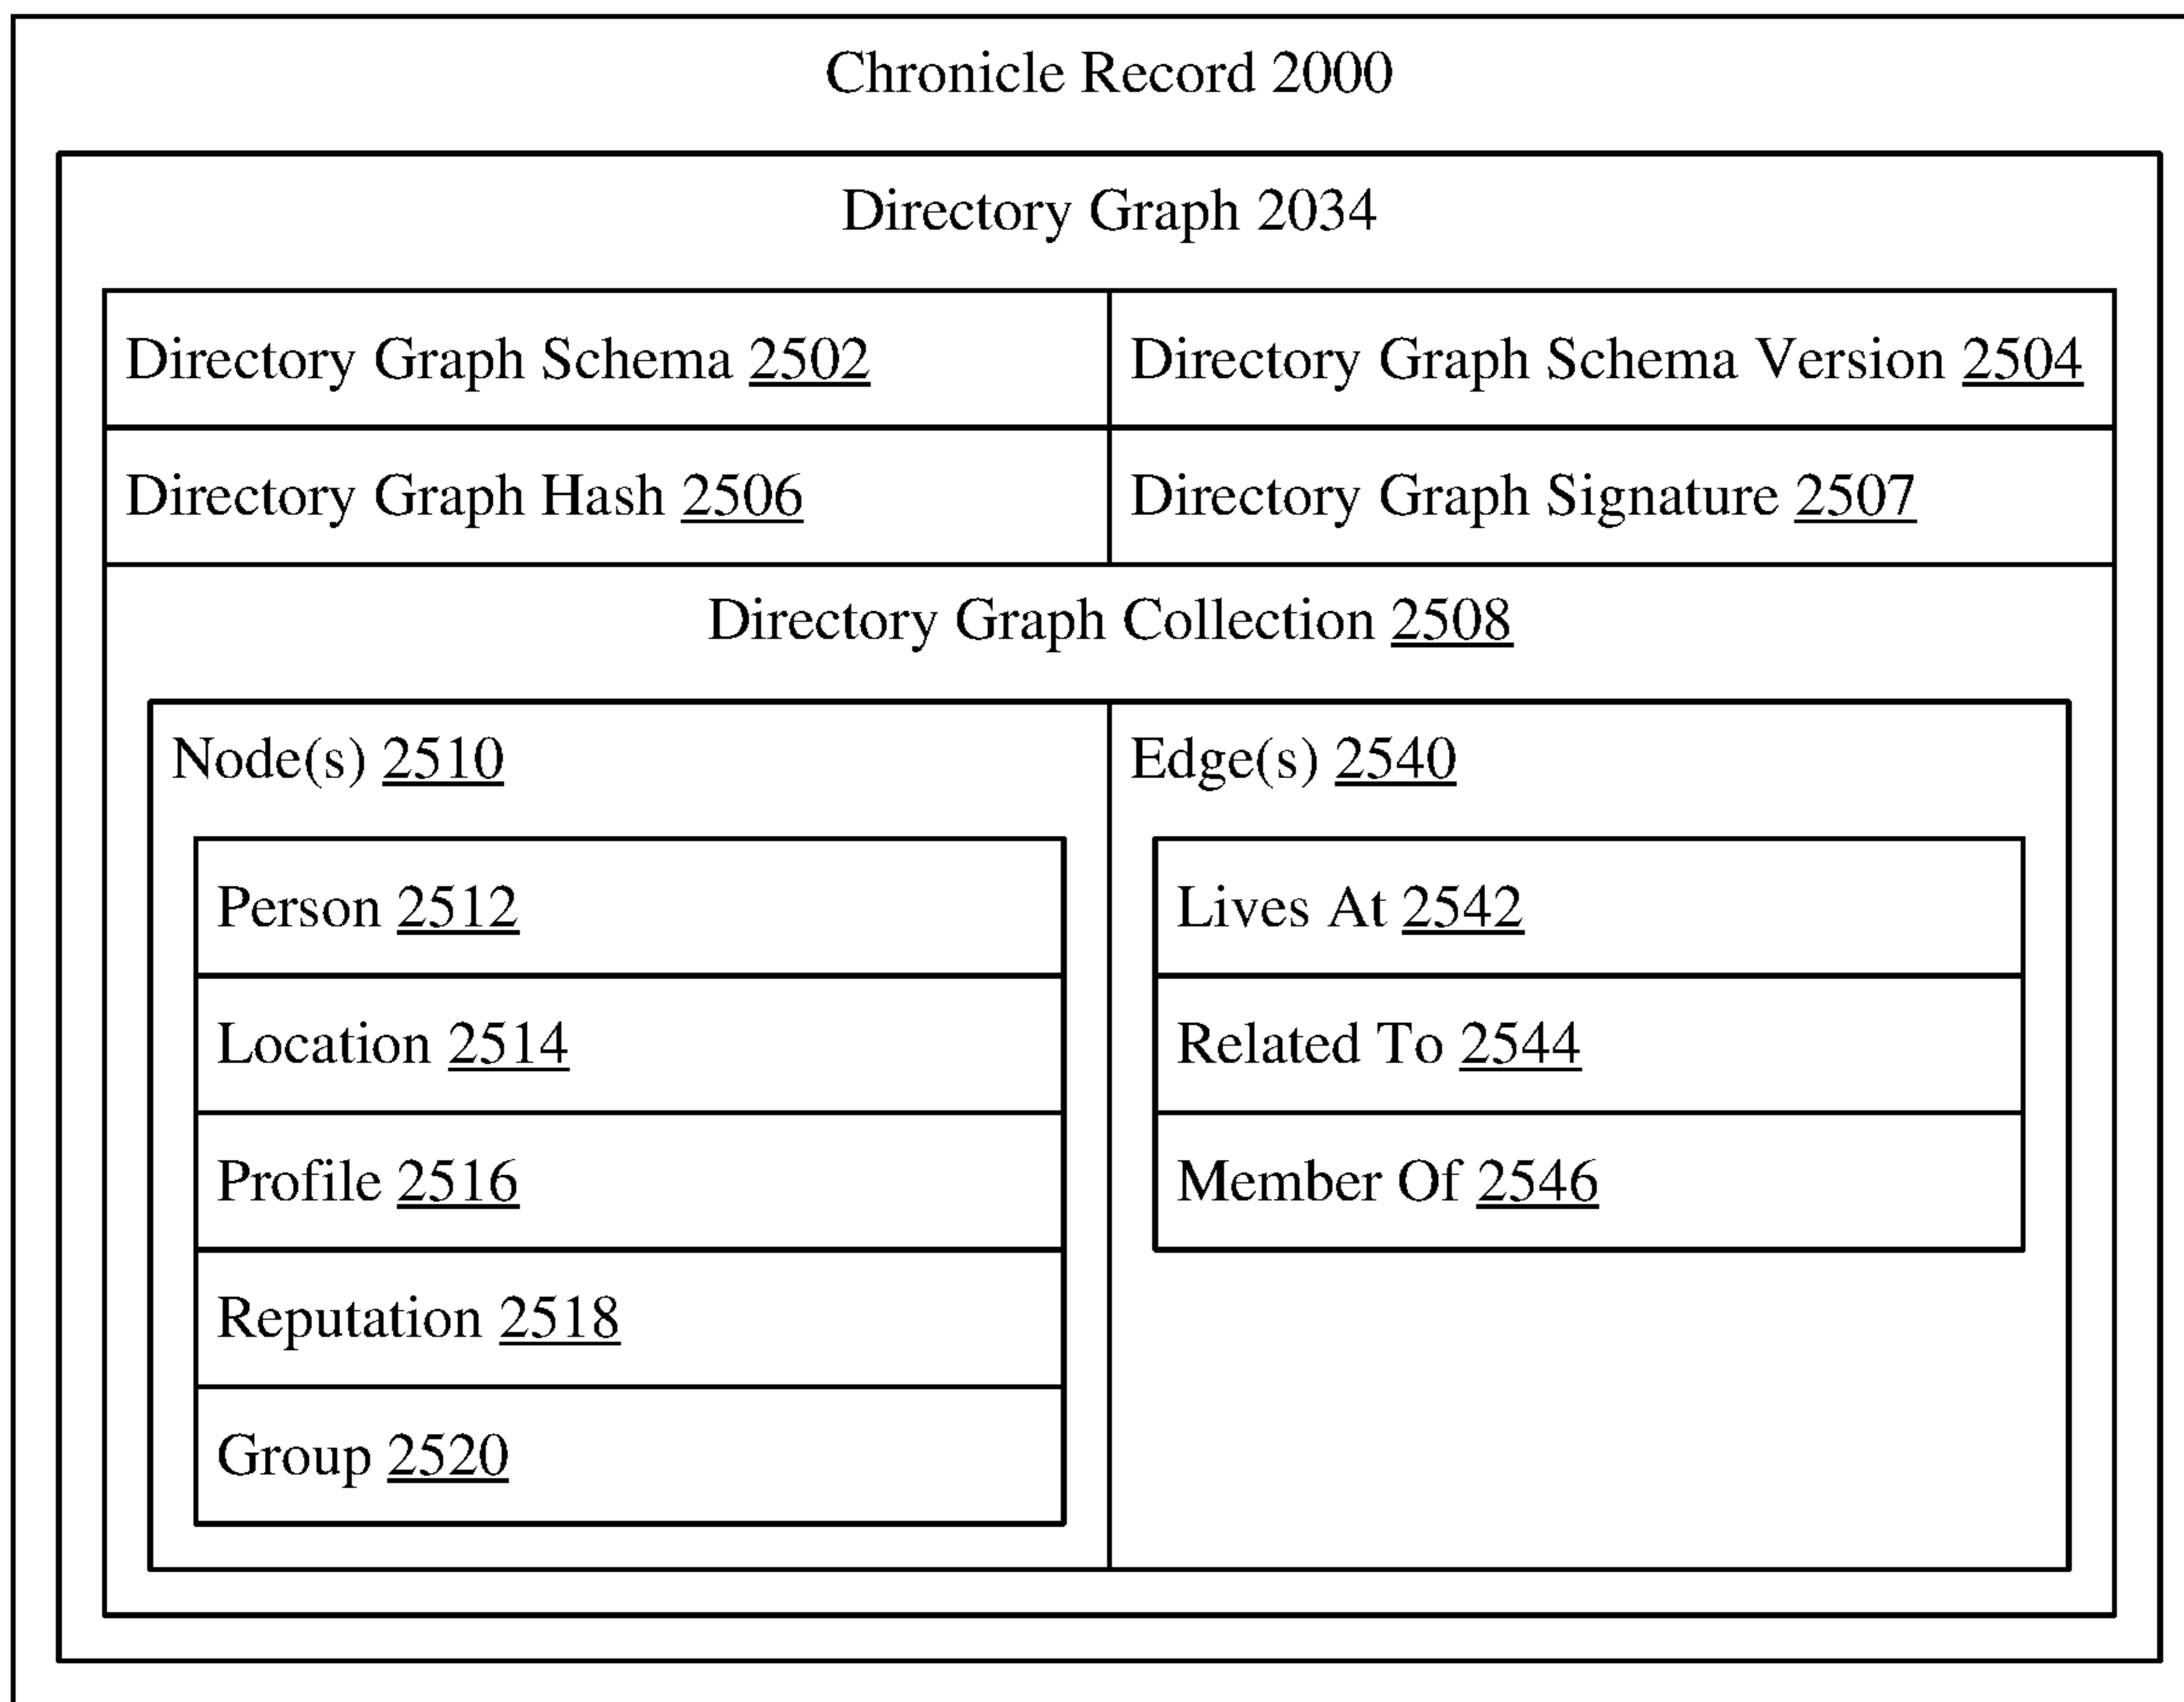 Chronicle Record 2000
Directory Graph 2034
Directory Graph Schema 2502
Directory Graph Schema Version 2504
Directory Graph Hash 2506
Directory Graph Signature 2507
Directory Graph Collection 2508
Node(s) 2510
Person 2512
Location 2514
Profile 2516
Reputation 2518
Group 2520
Edge(s) 2540
Lives At 2542
Related To 2544
Member Of 2546